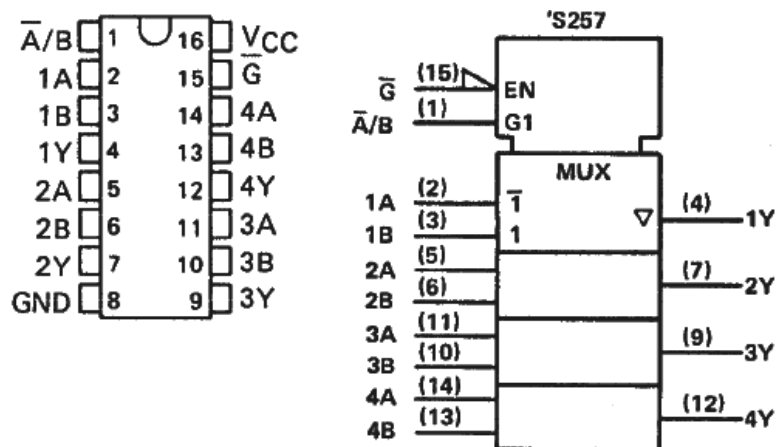 A̅/B 1 16 VCC
1A 2 15 G̅
1B 3 14 4A
1Y 4 13 4B
2A 5 12 4Y
2B 6 11 3A
2Y 7 10 3B
GND 8 9 3Y
'S257
G̅ (15) EN
A̅/B (1) G1
MUX
1A (2) 1̅ ▽ (4) 1Y
1B (3) 1
2A (5)
2B (6) (7) 2Y
3A (11)
3B (10) (9) 3Y
4A (14)
4B (13) (12) 4Y